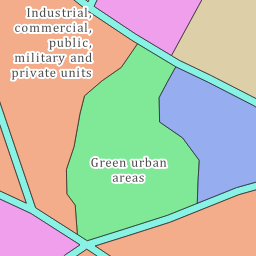 Industrial,
commercial,
public,
military and
private units
Green urban
areas